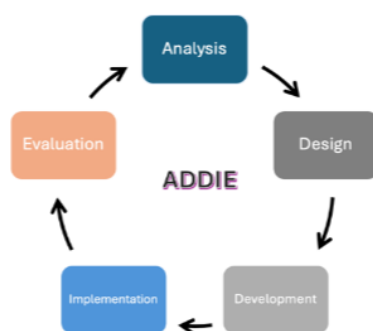 Analysis
Evaluation
Design
ADDIE
Implementation
Development